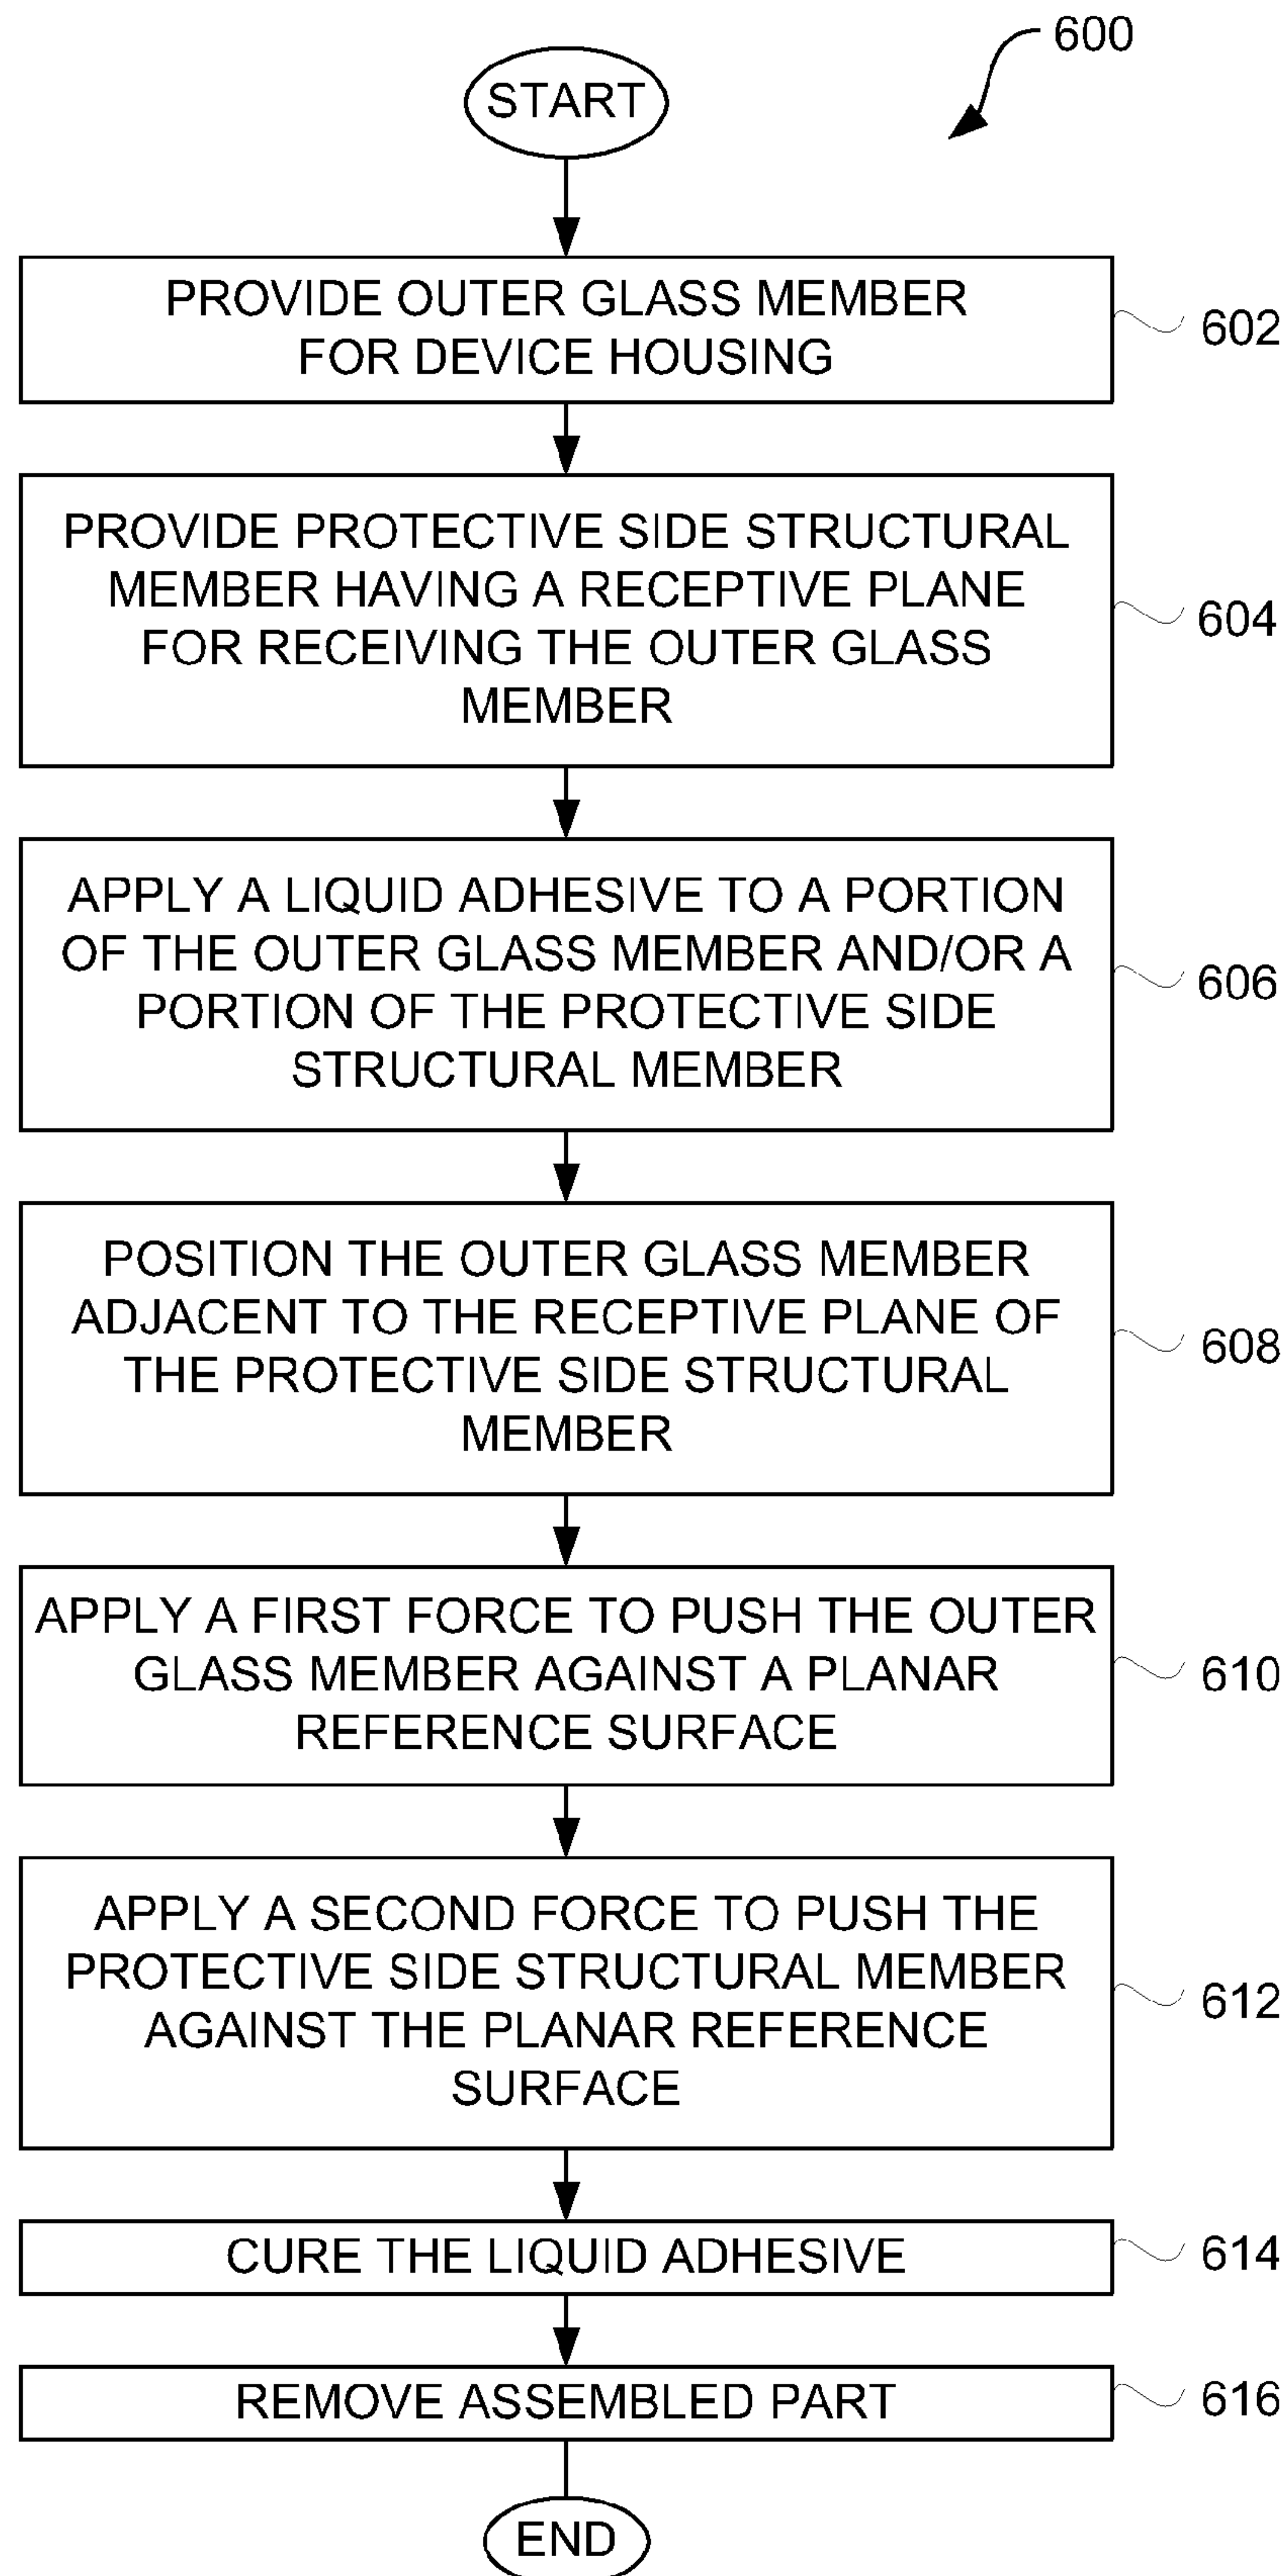 600
START
PROVIDE OUTER GLASS MEMBER
FOR DEVICE HOUSING
602
PROVIDE PROTECTIVE SIDE STRUCTURAL
MEMBER HAVING A RECEPTIVE PLANE
FOR RECEIVING THE OUTER GLASS
MEMBER
604
APPLY A LIQUID ADHESIVE TO A PORTION
OF THE OUTER GLASS MEMBER AND/OR A
PORTION OF THE PROTECTIVE SIDE
STRUCTURAL MEMBER
606
POSITION THE OUTER GLASS MEMBER
ADJACENT TO THE RECEPTIVE PLANE OF
THE PROTECTIVE SIDE STRUCTURAL
MEMBER
608
APPLY A FIRST FORCE TO PUSH THE OUTER
GLASS MEMBER AGAINST A PLANAR
REFERENCE SURFACE
610
APPLY A SECOND FORCE TO PUSH THE
PROTECTIVE SIDE STRUCTURAL MEMBER
AGAINST THE PLANAR REFERENCE
SURFACE
612
CURE THE LIQUID ADHESIVE
614
REMOVE ASSEMBLED PART
616
END